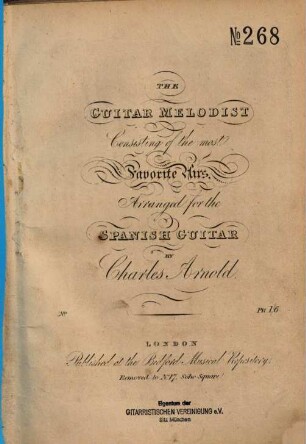 № 268
THE
GUITAR MELODIST
Consisting of the most
Favorite Airs,
Arranged for the
SPANISH GUITAR
BY
Charles Arnold
No
Pr. 1/6
LONDON
Published at the Bedford Musical Repository,
Removed to No. 17, Soho Square
Eigentum der
GITARRISTISCHEN VEREINIGUNG e.V.
Sitz München